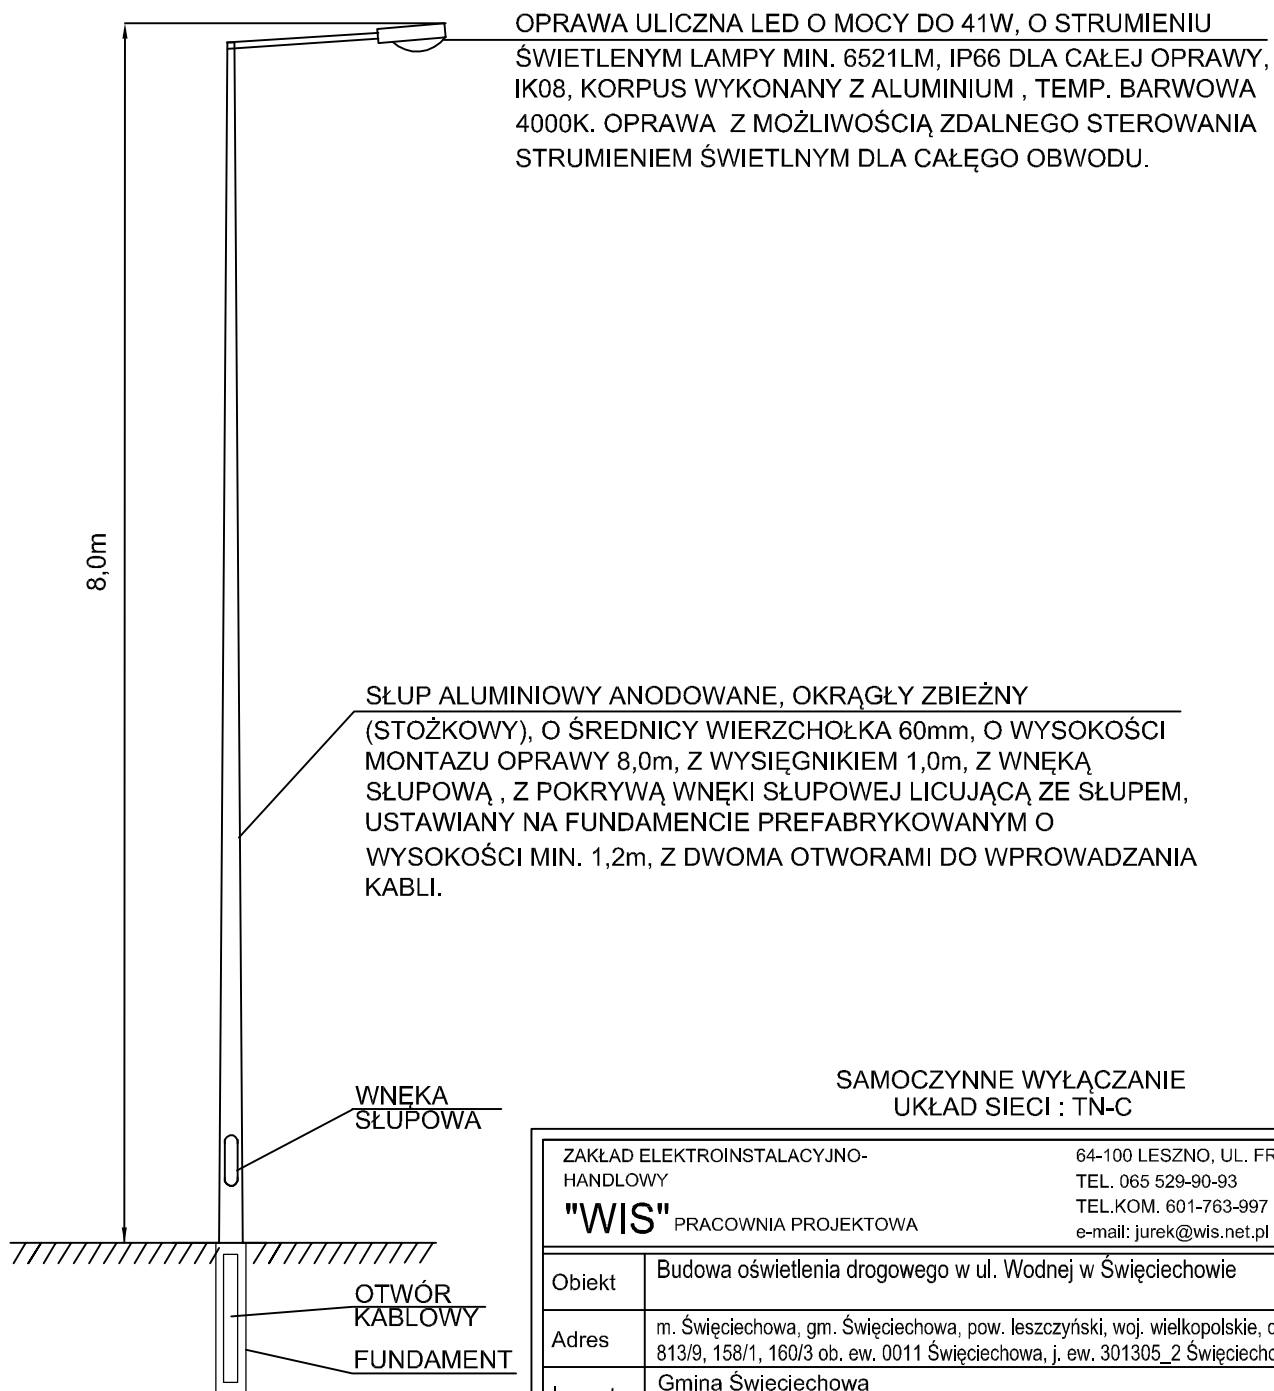 OPRAWA ULICZNA LED O MOCY DO 41W, O STRUMIENIU
ŚWIETLENYM LAMPY MIN. 6521LM, IP66 DLA CAŁEJ OPRAWY,
IK08, KORPUS WYKONANY Z ALUMINIUM , TEMP. BARWOWA
4000K. OPRAWA Z MOŻLIWOŚCIĄ ZDALNEGO STEROWANIA
STRUMIENIEM ŚWIETLNYM DLA CAŁĘGO OBWODU.
8,0m
SŁUP ALUMINIOWY ANODOWANE, OKRĄGŁY ZBIEŻNY
(STOŻKOWY), O ŚREDNICY WIERZCHOŁKA 60mm, O WYSOKOŚCI
MONTAZU OPRAWY 8,0m, Z WYSIĘGNIKIEM 1,0m, Z WNĘKĄ
SŁUPOWĄ , Z POKRYWĄ WNĘKI SŁUPOWEJ LICUJĄCĄ ZE SŁUPEM,
USTAWIANY NA FUNDAMENCIE PREFABRYKOWANYM O
WYSOKOŚCI MIN. 1,2m, Z DWOMA OTWORAMI DO WPROWADZANIA
KABLI.
WNĘKA
SŁUPOWA
SAMOCZYNNE WYŁĄCZANIE
UKŁAD SIECI : TN-C
ZAKŁAD ELEKTROINSTALACYJNO-
HANDLOWY
"WIS" PRACOWNIA PROJEKTOWA
64-100 LESZNO, UL. FR
TEL. 065 529-90-93
TEL.KOM. 601-763-997
e-mail: jurek@wis.net.pl
OTWÓR
KABLOWY
FUNDAMENT
Obiekt Budowa oświetlenia drogowego w ul. Wodnej w Święciechowie
Adres m. Święciechowa, gm. Święciechowa, pow. leszczyński, woj. wielkopolskie,
813/9, 158/1, 160/3 ob. ew. 0011 Święciechowa, j. ew. 301305_2
Gmina Święciechowa